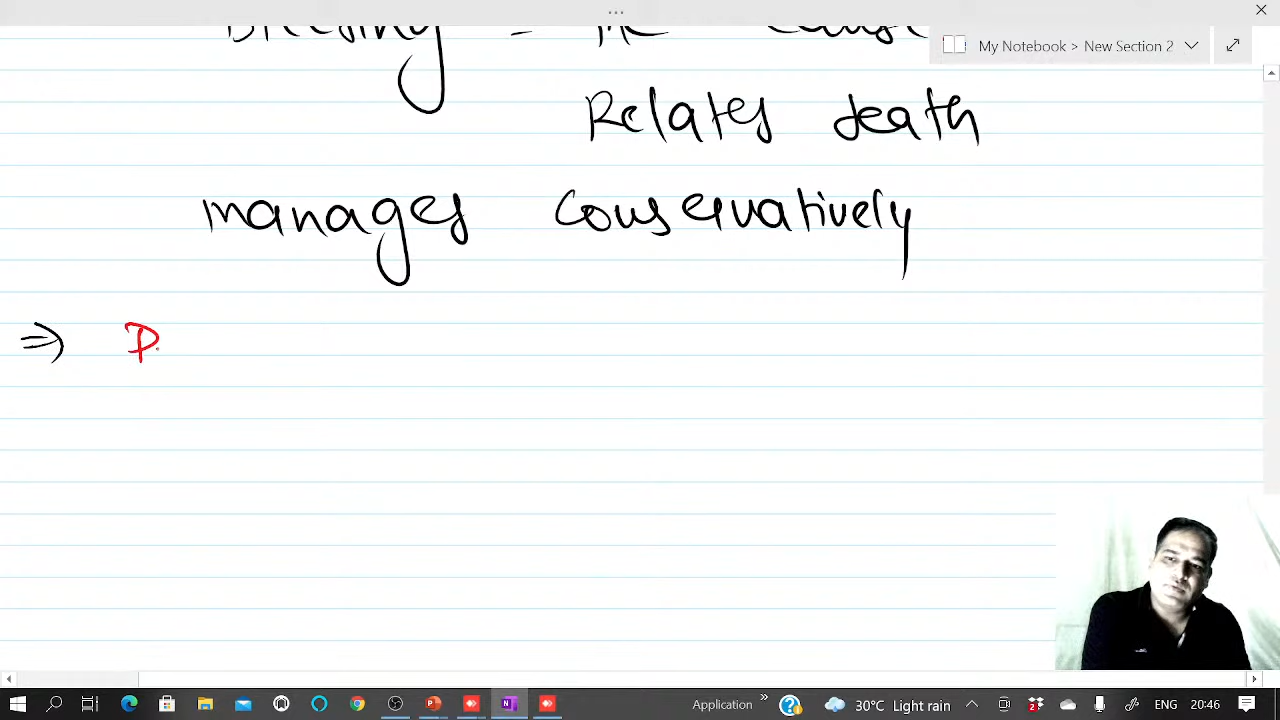 ...
My Notebook > New Section 2
Relates death
manages conservatively
⇒ P.
Application
30°C Light rain
ENG 20:46